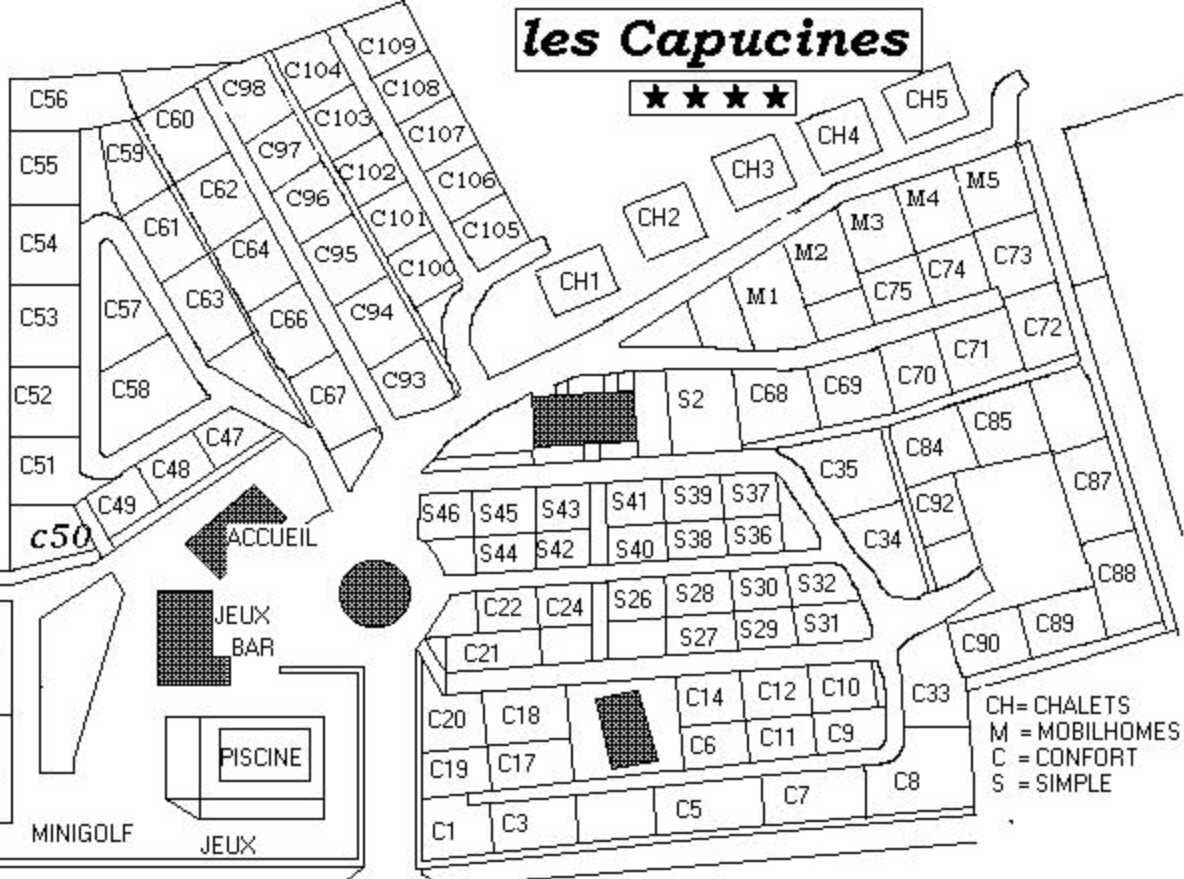 les Capucines
★ ★ ★ ★
C56
C55
C54
C53
C52
C51
c50
C59
C60
C98
C104
C109
C103
C108
C97
C102
C107
C62
C96
C101
C106
C61
C64
C95
C100
C105
C57
C63
C66
C94
C58
C67
C93
C47
C48
C49
CH1
CH2
CH3
CH4
CH5
M1
M2
M3
M4
M5
C75
C74
C73
C72
S2
C68
C69
C70
C71
C35
C84
C85
C34
C92
C87
C88
C89
C90
S46
S45
S43
S41
S39
S37
S44
S42
S40
S38
S36
C22
C24
S26
S28
S30
S32
C21
S27
S29
S31
C20
C18
C14
C12
C10
C33
C19
C17
C6
C11
C9
C1
C3
C5
C7
C8
ACCUEIL
JEUX
BAR
PISCINE
MINIGOLF
JEUX
CH= CHALETS
M = MOBILHOMES
C = CONFORT
S = SIMPLE